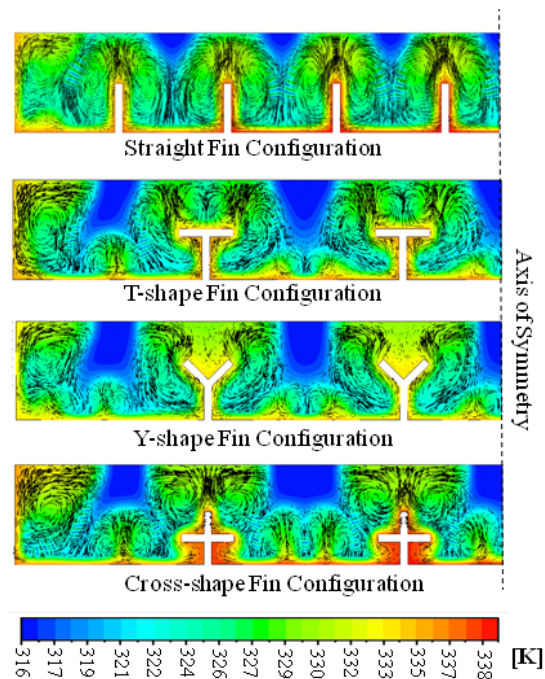 Straight Fin Configuration
T-shape Fin Configuration
Axis of Symmetry
Y-shape Fin Configuration
Cross-shape Fin Configuration
316 317 319 321 322 324 326 327 329 330 332 333 335 337 338 [K]